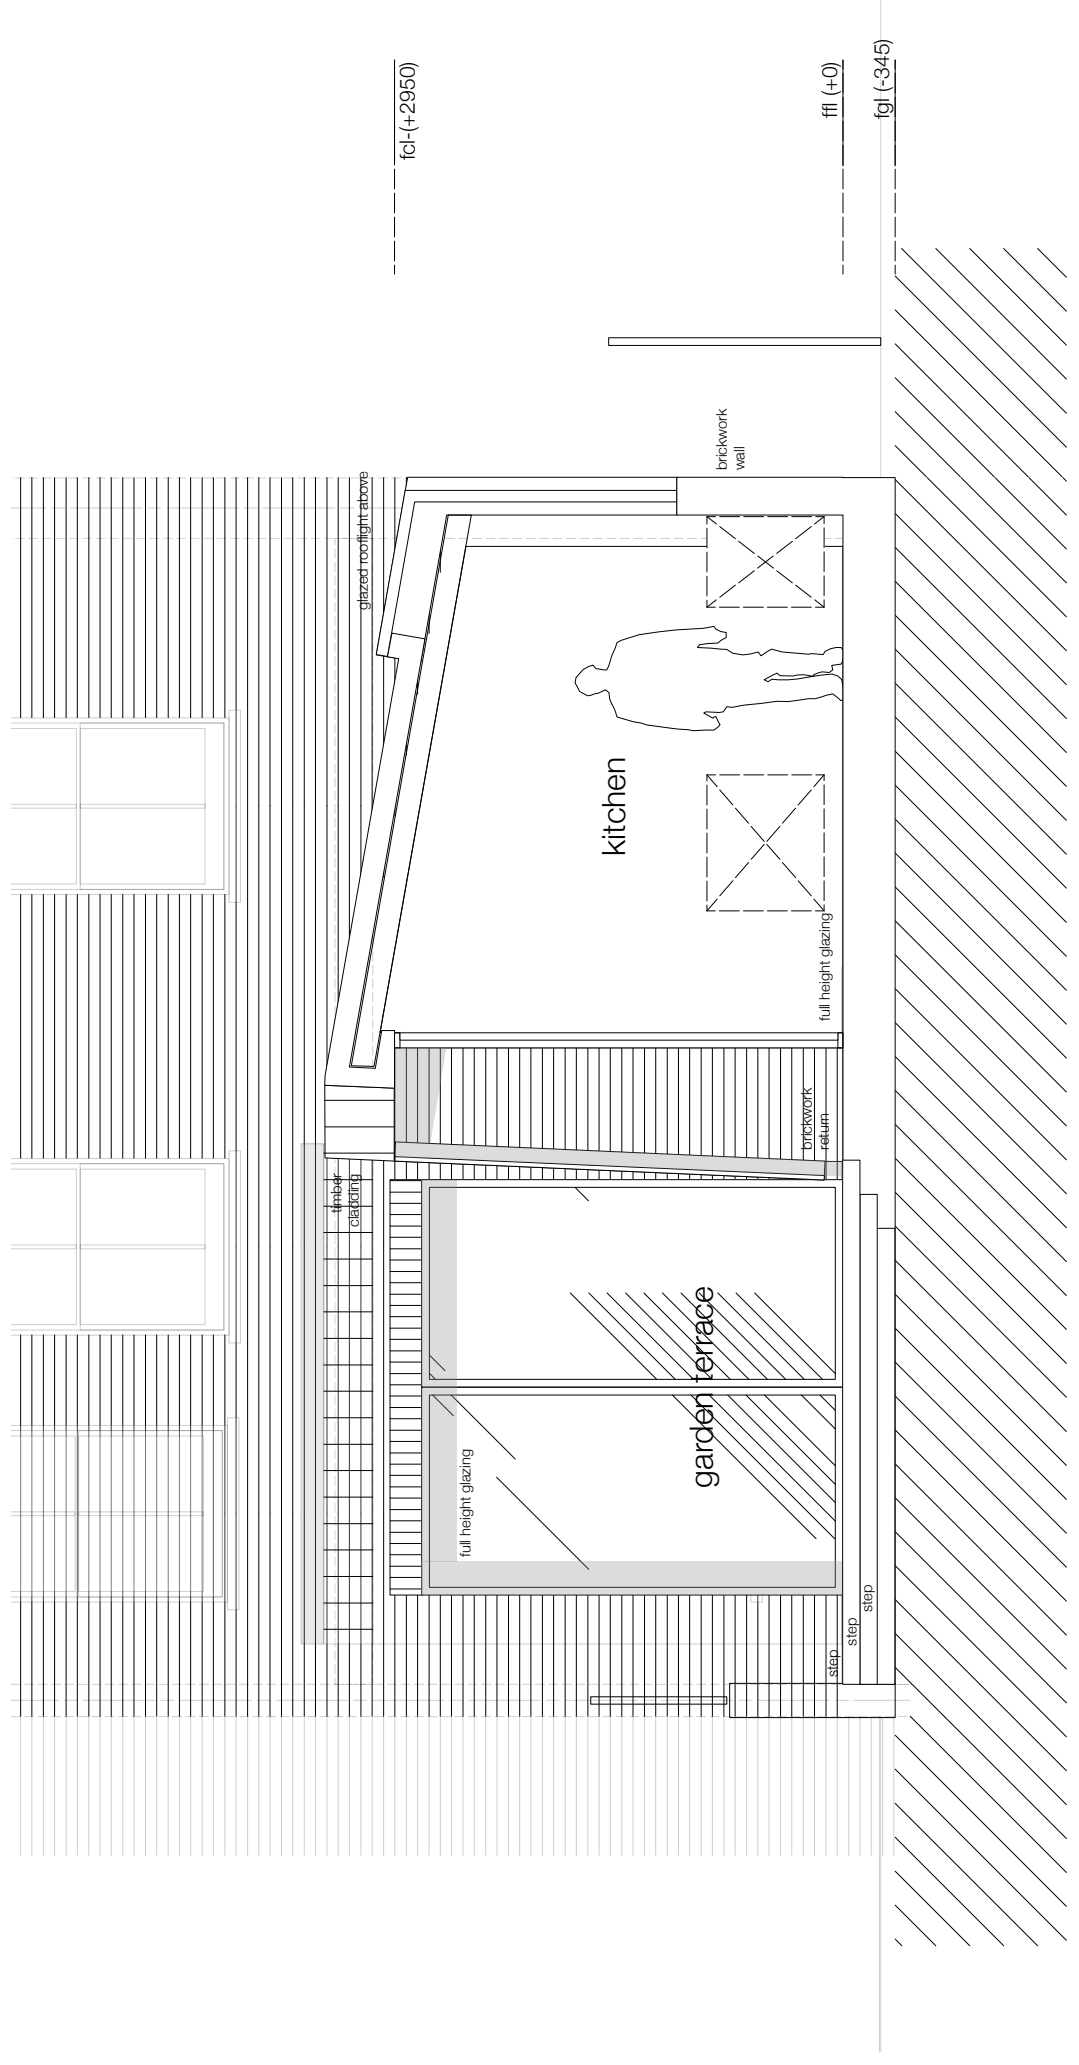 fcl-(+2950)
ffl (+0)
fgl (-345)
glazed rooflight above
brickwork
wall
kitchen
full height glazing
timber
cladding
brickwork
return
garden terrace
full height glazing
step
step
step